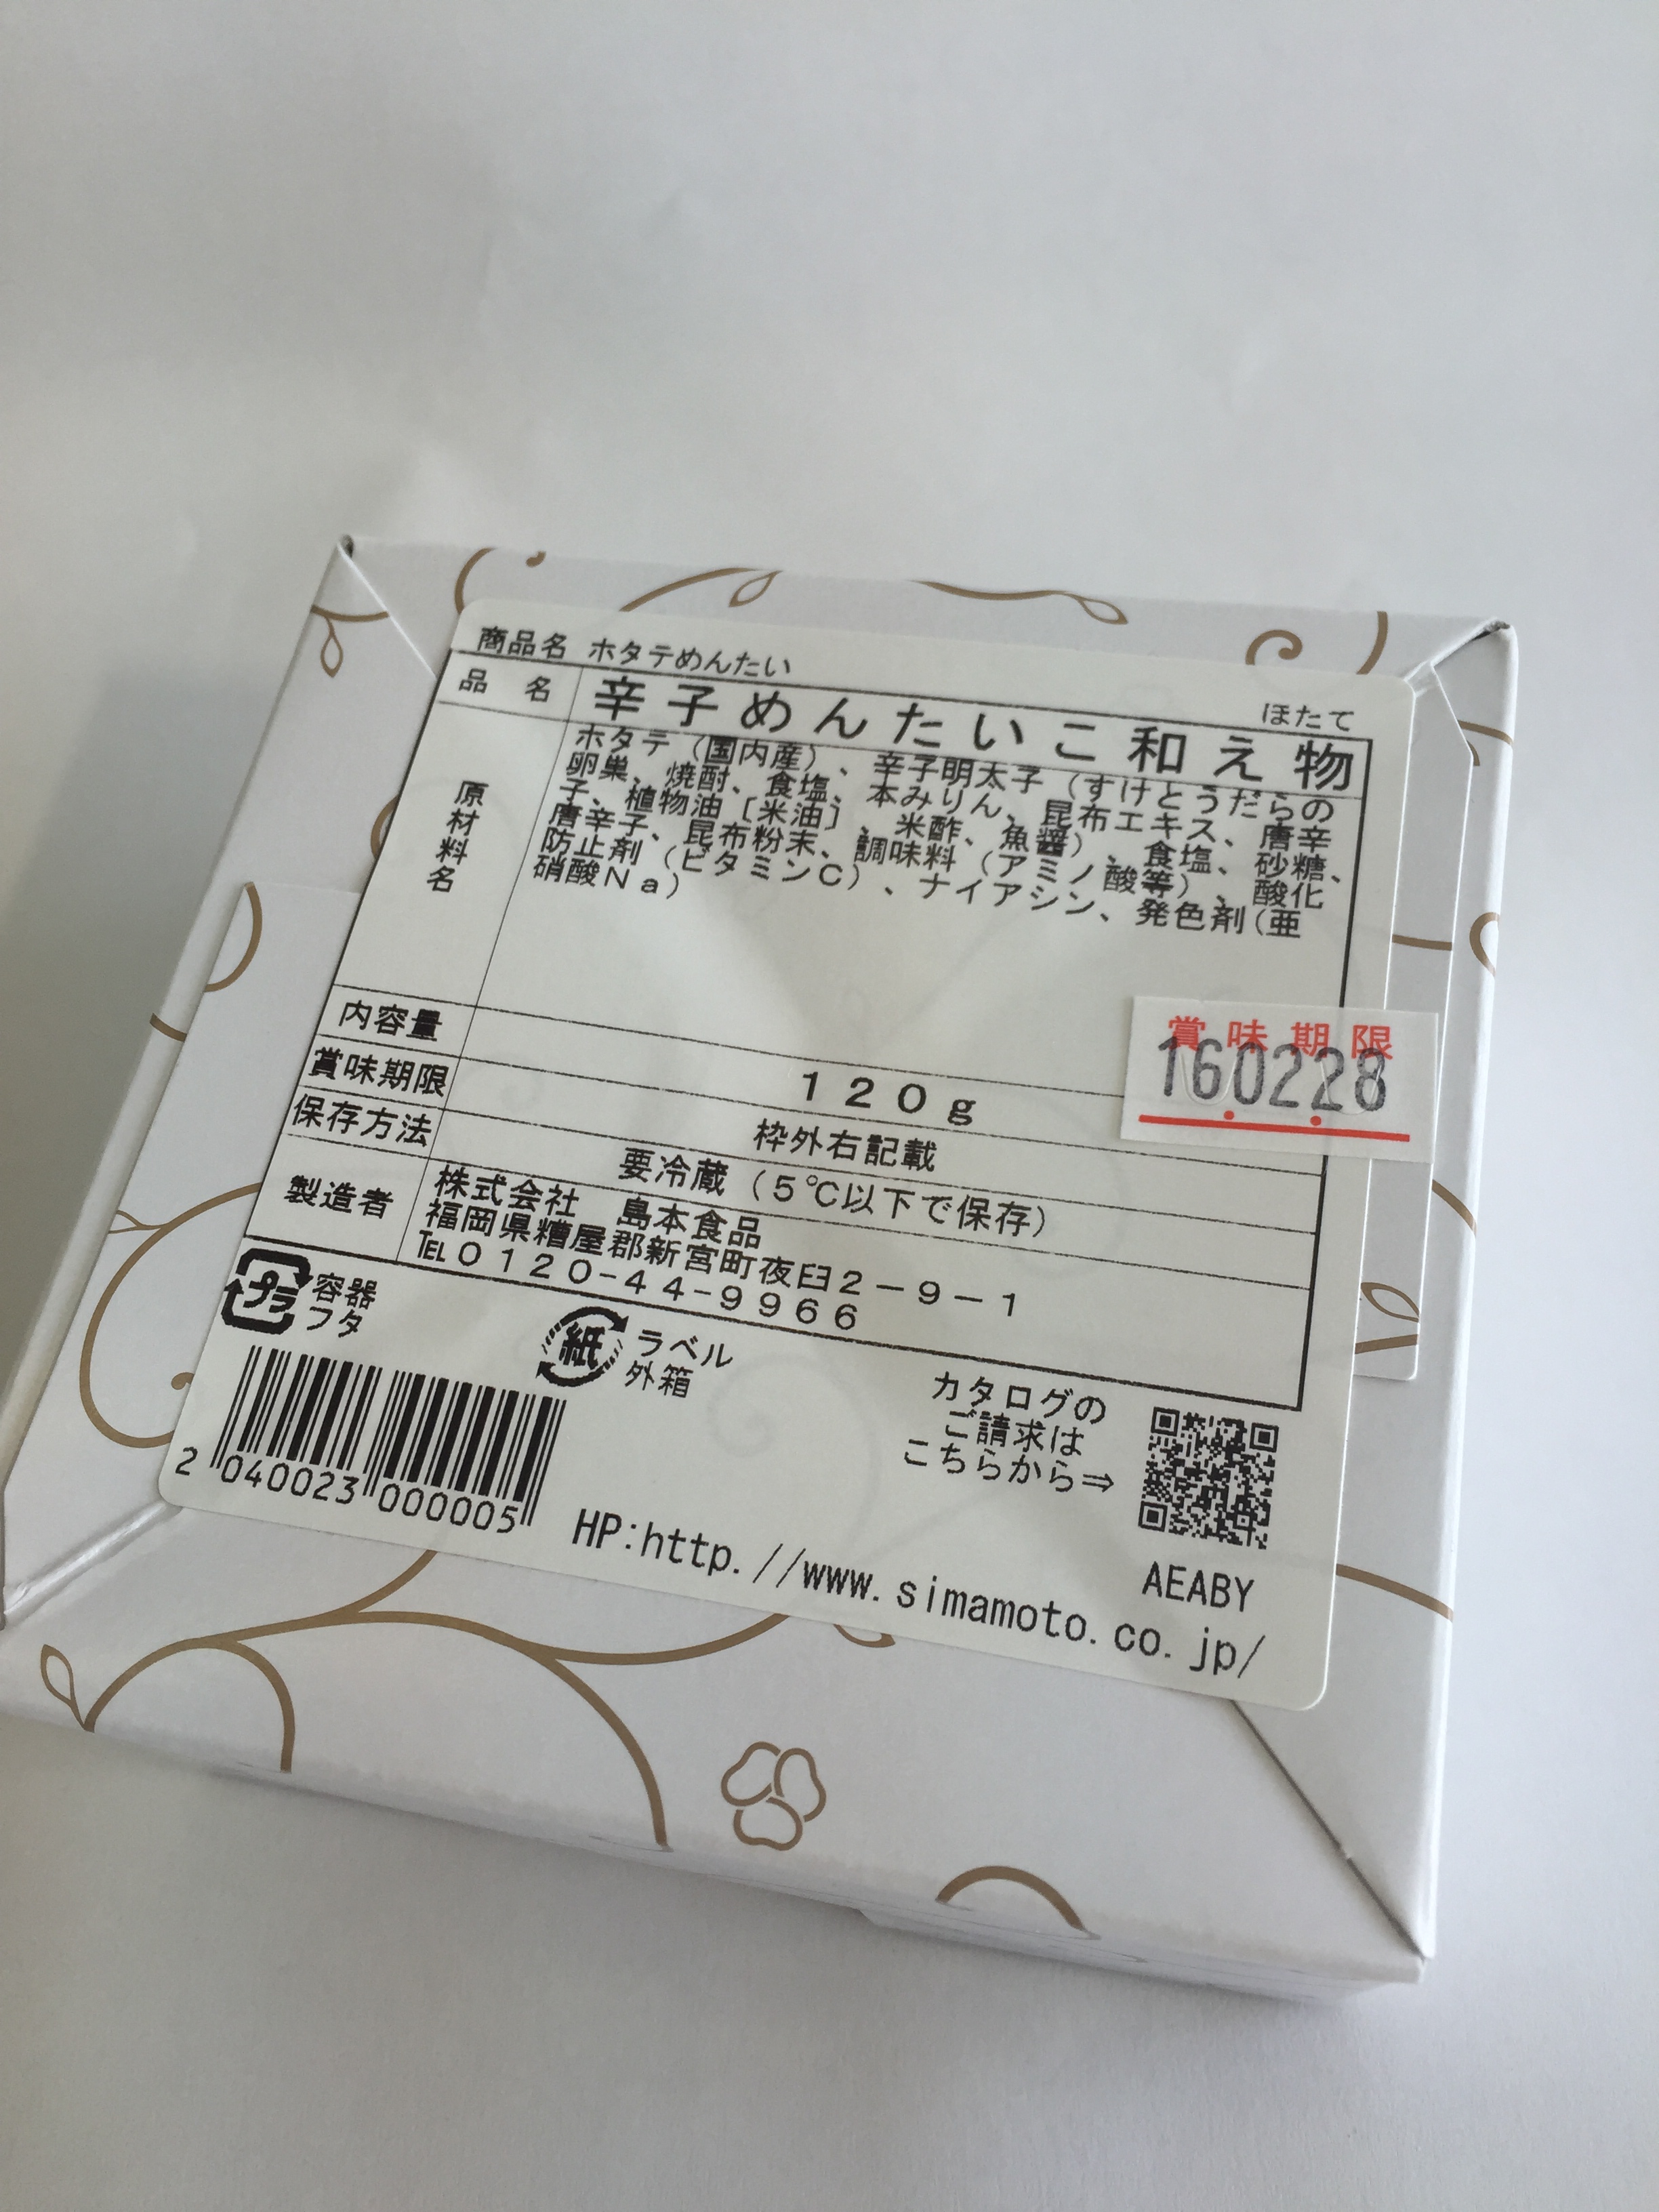 商品名 ホタテめんたい
ほたて
品 名 辛子めんたいこ和え物
原材料名
ホタテ（国内産）、辛子明太子（すけとうだらの
卵巣、焼酎、食塩、本みりん、昆布エキス、唐辛
子、植物油［米油］、米酢、魚醤）、食塩、砂糖、
唐辛子、昆布粉末、調味料（アミノ酸等）、酸化
防止剤（ビタミンC）、ナイアシン、発色剤（亜
硝酸Na）
内容量 120g
賞味期限 枠外右記載
賞味期限
160228
保存方法 要冷蔵（5℃以下で保存）
製造者 株式会社 島本食品
福岡県糟屋郡新宮町夜臼2－9－1
℡0120-44-9966
プラ 容器
フタ
紙 ラベル
外箱
カタログの
ご請求は
こちらから⇒
2 040023 000005
AEABY
HP:http.//www.simamoto.co.jp/